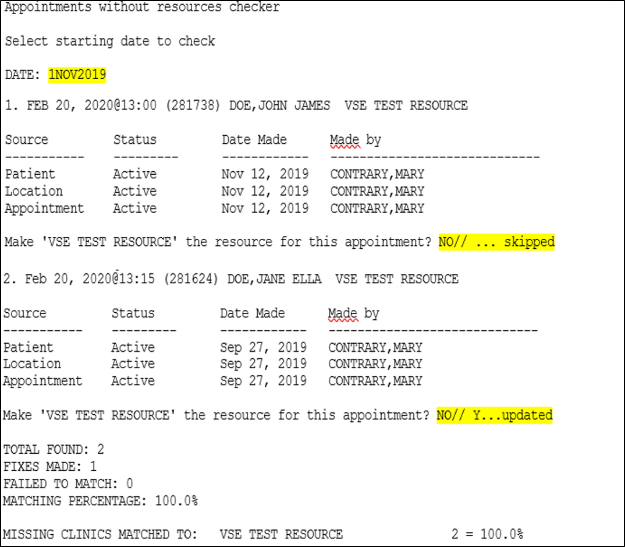 Appointments without resources checker
Select starting date to check
DATE: 1NOV2019
1. FEB 20, 2020@13:00 (281738) DOE,JOHN JAMES  VSE TEST RESOURCE
Source Status Date Made Made by
----------- --------- ------------ -----------------------------
Patient Active Nov 12, 2019 CONTRARY,MARY
Location Active Nov 12, 2019 CONTRARY,MARY
Appointment Active Nov 12, 2019 CONTRARY,MARY
Make 'VSE TEST RESOURCE' the resource for this appointment? NO// ... skipped
2. Feb 20, 2020@13:15 (281624) DOE,JANE ELLA  VSE TEST RESOURCE
Source Status Date Made Made by
----------- --------- ------------ -----------------------------
Patient Active Sep 27, 2019 CONTRARY,MARY
Location Active Sep 27, 2019 CONTRARY,MARY
Appointment Active Sep 27, 2019 CONTRARY,MARY
Make 'VSE TEST RESOURCE' the resource for this appointment? NO// Y...updated
TOTAL FOUND: 2
FIXES MADE: 1
FAILED TO MATCH: 0
MATCHING PERCENTAGE: 100.0%
MISSING CLINICS MATCHED TO: VSE TEST RESOURCE 2 = 100.0%